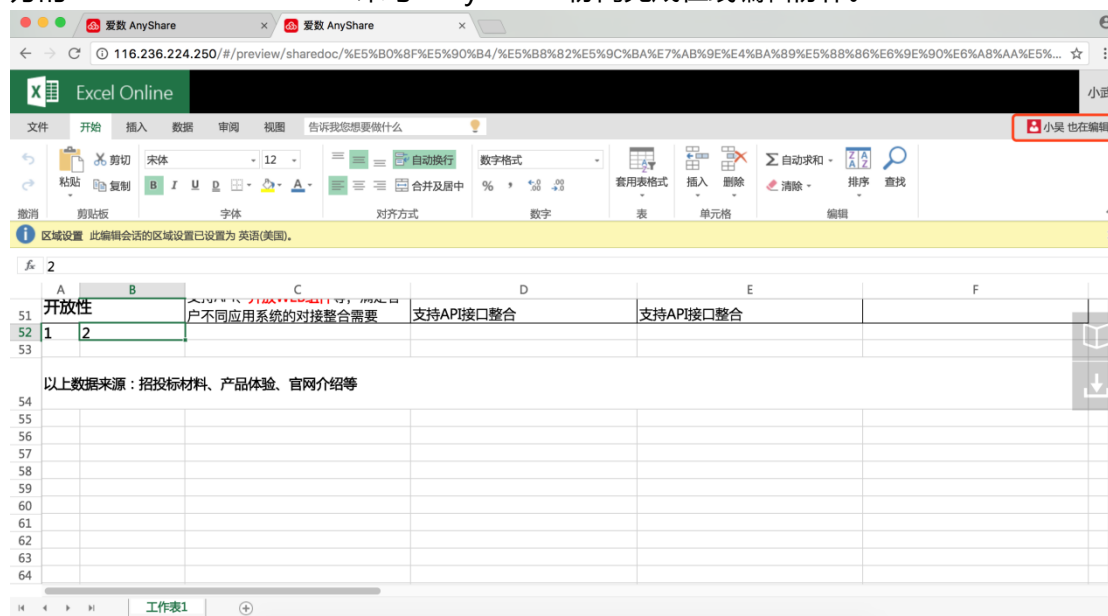 爱数 AnyShare
爱数 AnyShare
116.236.224.250/#/preview/sharedoc/%E5%B0%8F%E5%90%B4/%E5%B8%82%E5%9C%BA%E7%AB%9E%E4%BA%89%E5%88%86%E6%9E%90%E6%A8%AA%E5%...
Excel Online
小武
文件 开始 插入 数据 审阅 视图 告诉我您想要做什么 小吴 也在编辑
剪切 宋体 12 自动换行 数字格式 自动求和
粘贴 复制 B I U D A 合并及居中 % 套用表格式 插入 删除 清除 排序 查找
撤消 剪贴板 字体 对齐方式 数字 表 单元格 编辑
区域设置 此编辑会话的区域设置已设置为 英语(美国)。
fx 2
A B C D E F
51 开放性 户不同应用系统的对接整合需要 支持API接口整合 支持API接口整合
52 1 2
53
54 以上数据来源：招投标材料、产品体验、官网介绍等
55
56
57
58
59
60
61
62
63
64
工作表1